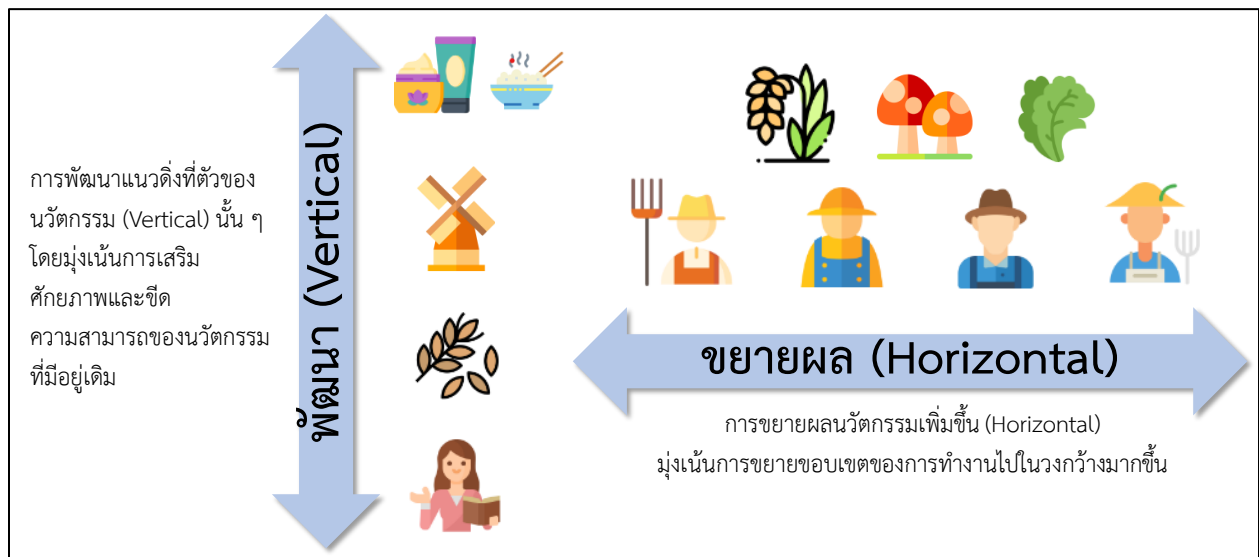 การพัฒนาแนวดิ่งที่ตัวของ
นวัตกรรม (Vertical) นั้น ๆ
โดยมุ่งเน้นการเสริม
ศักยภาพและขีด
ความสามารถของนวัตกรรม
ที่มีอยู่เดิม
พัฒนา (Vertical)
ขยายผล (Horizontal)
การขยายผลนวัตกรรมเพิ่มขึ้น (Horizontal)
มุ่งเน้นการขยายขอบเขตของการทำงานไปในวงกว้างมากขึ้น